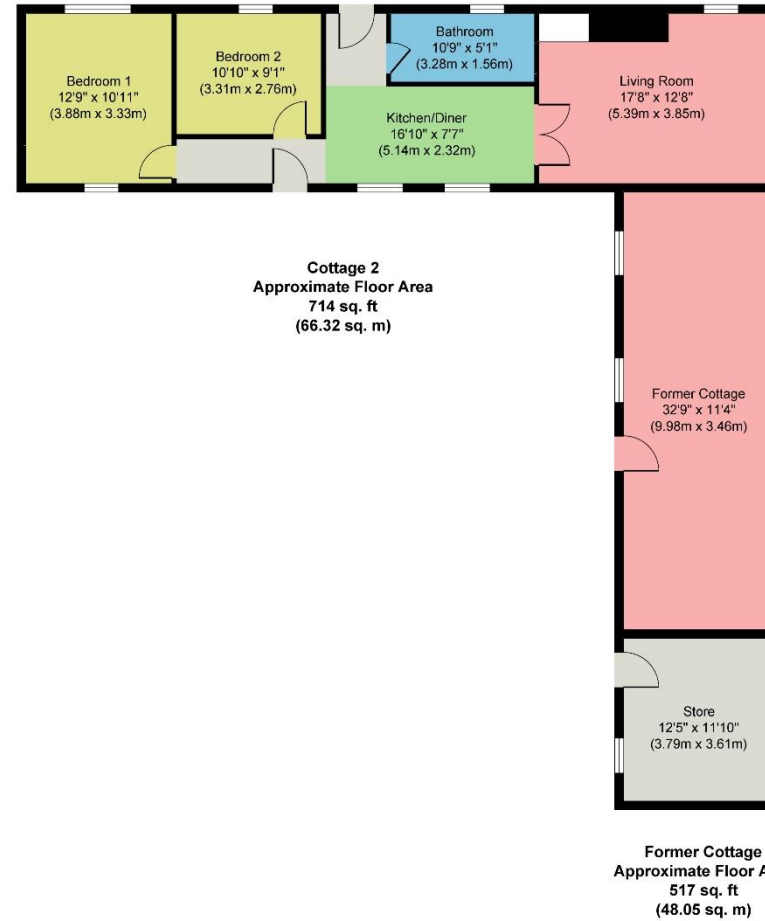 Bedroom 1
12'9" x 10'11"
(3.88m x 3.33m)
Bedroom 2
10'10" x 9'1"
(3.31m x 2.76m)
Bathroom
10'9" x 5'1"
(3.28m x 1.56m)
Kitchen/Diner
16'10" x 7'7"
(5.14m x 2.32m)
Living Room
17'8" x 12'8"
(5.39m x 3.85m)
Cottage 2
Approximate Floor Area
714 sq. ft
(66.32 sq. m)
Former Cottage
32'9" x 11'4"
(9.98m x 3.46m)
Store
12'5" x 11'10"
(3.79m x 3.61m)
Former Cottage
Approximate Floor
517 sq. ft
(48.05 sq. m)